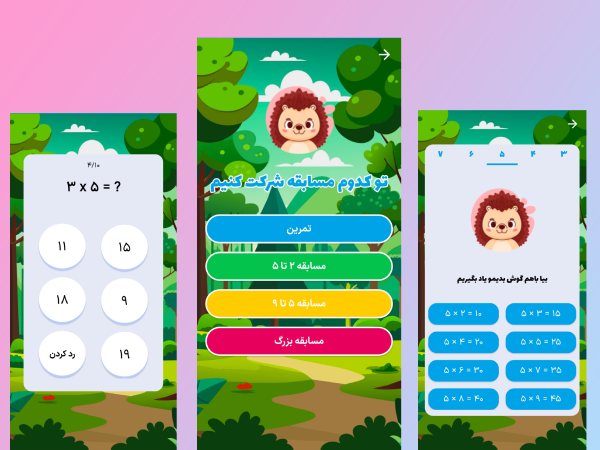 ۴/۱۰
۳ x ۵ = ?
۱۱
۱۵
۱۸
۹
رد کردن
۱۹
تو کدوم مسابقه شرکت کنیم
تمرین
مسابقه ۲ تا ۵
مسابقه ۵ تا ۹
مسابقه بزرگ
۷ ۶ ۵ ۴ ۳
بیا باهم گوش بدیمو یاد بگیریم
۵ × ۲ = ۱۰
۵ × ۳ = ۱۵
۵ × ۴ = ۲۰
۵ × ۵ = ۲۵
۵ × ۶ = ۳۰
۵ × ۷ = ۳۵
۵ × ۸ = ۴۰
۵ × ۹ = ۴۵